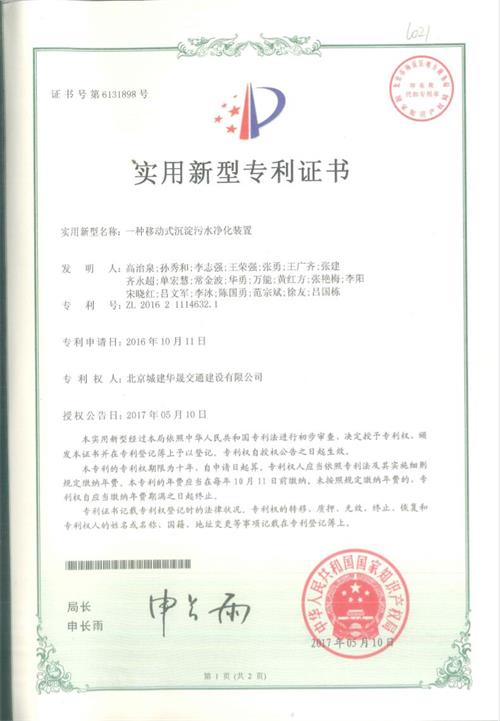 1021
证书号第6131898号
实用新型专利证书
实用新型名称：一种移动式沉淀污水净化装置
发明人：高治泉;孙秀和;李志强;王荣强;张勇;王广齐;张建
齐永超;单宏慧;常金波;华勇;万能;黄红方;张艳梅;李阳
宋晓红;吕文军;李冰;陈国勇;范宗斌;徐友;吕国栋
专利号：ZL 2016 2 1114632.1
专利申请日：2016年10月11日
专利权人：北京城建华晟交通建设有限公司
授权公告日：2017年05月10日
本实用新型经过本局依照中华人民共和国专利法进行初步审查，决定授予专利权，颁
发本证书并在专利登记簿上予以登记。专利权自授权公告之日起生效。
本专利的专利权期限为十年，自申请日起算。专利权人应当依照专利法及其实施细则
规定缴纳年费。本专利的年费应当在每年10月11日前缴纳。未按照规定缴纳年费的，专
利权自应当缴纳年费期满之日起终止。
专利证书记载专利权登记时的法律状况。专利权的转移、质押、无效、终止、恢复和
专利权人的姓名或名称、国籍、地址变更等事项记载在专利登记簿上。
局长
申长雨
申长雨
中华人民共和国国家知识产权局
2017年05月10日
第1页(共2页)